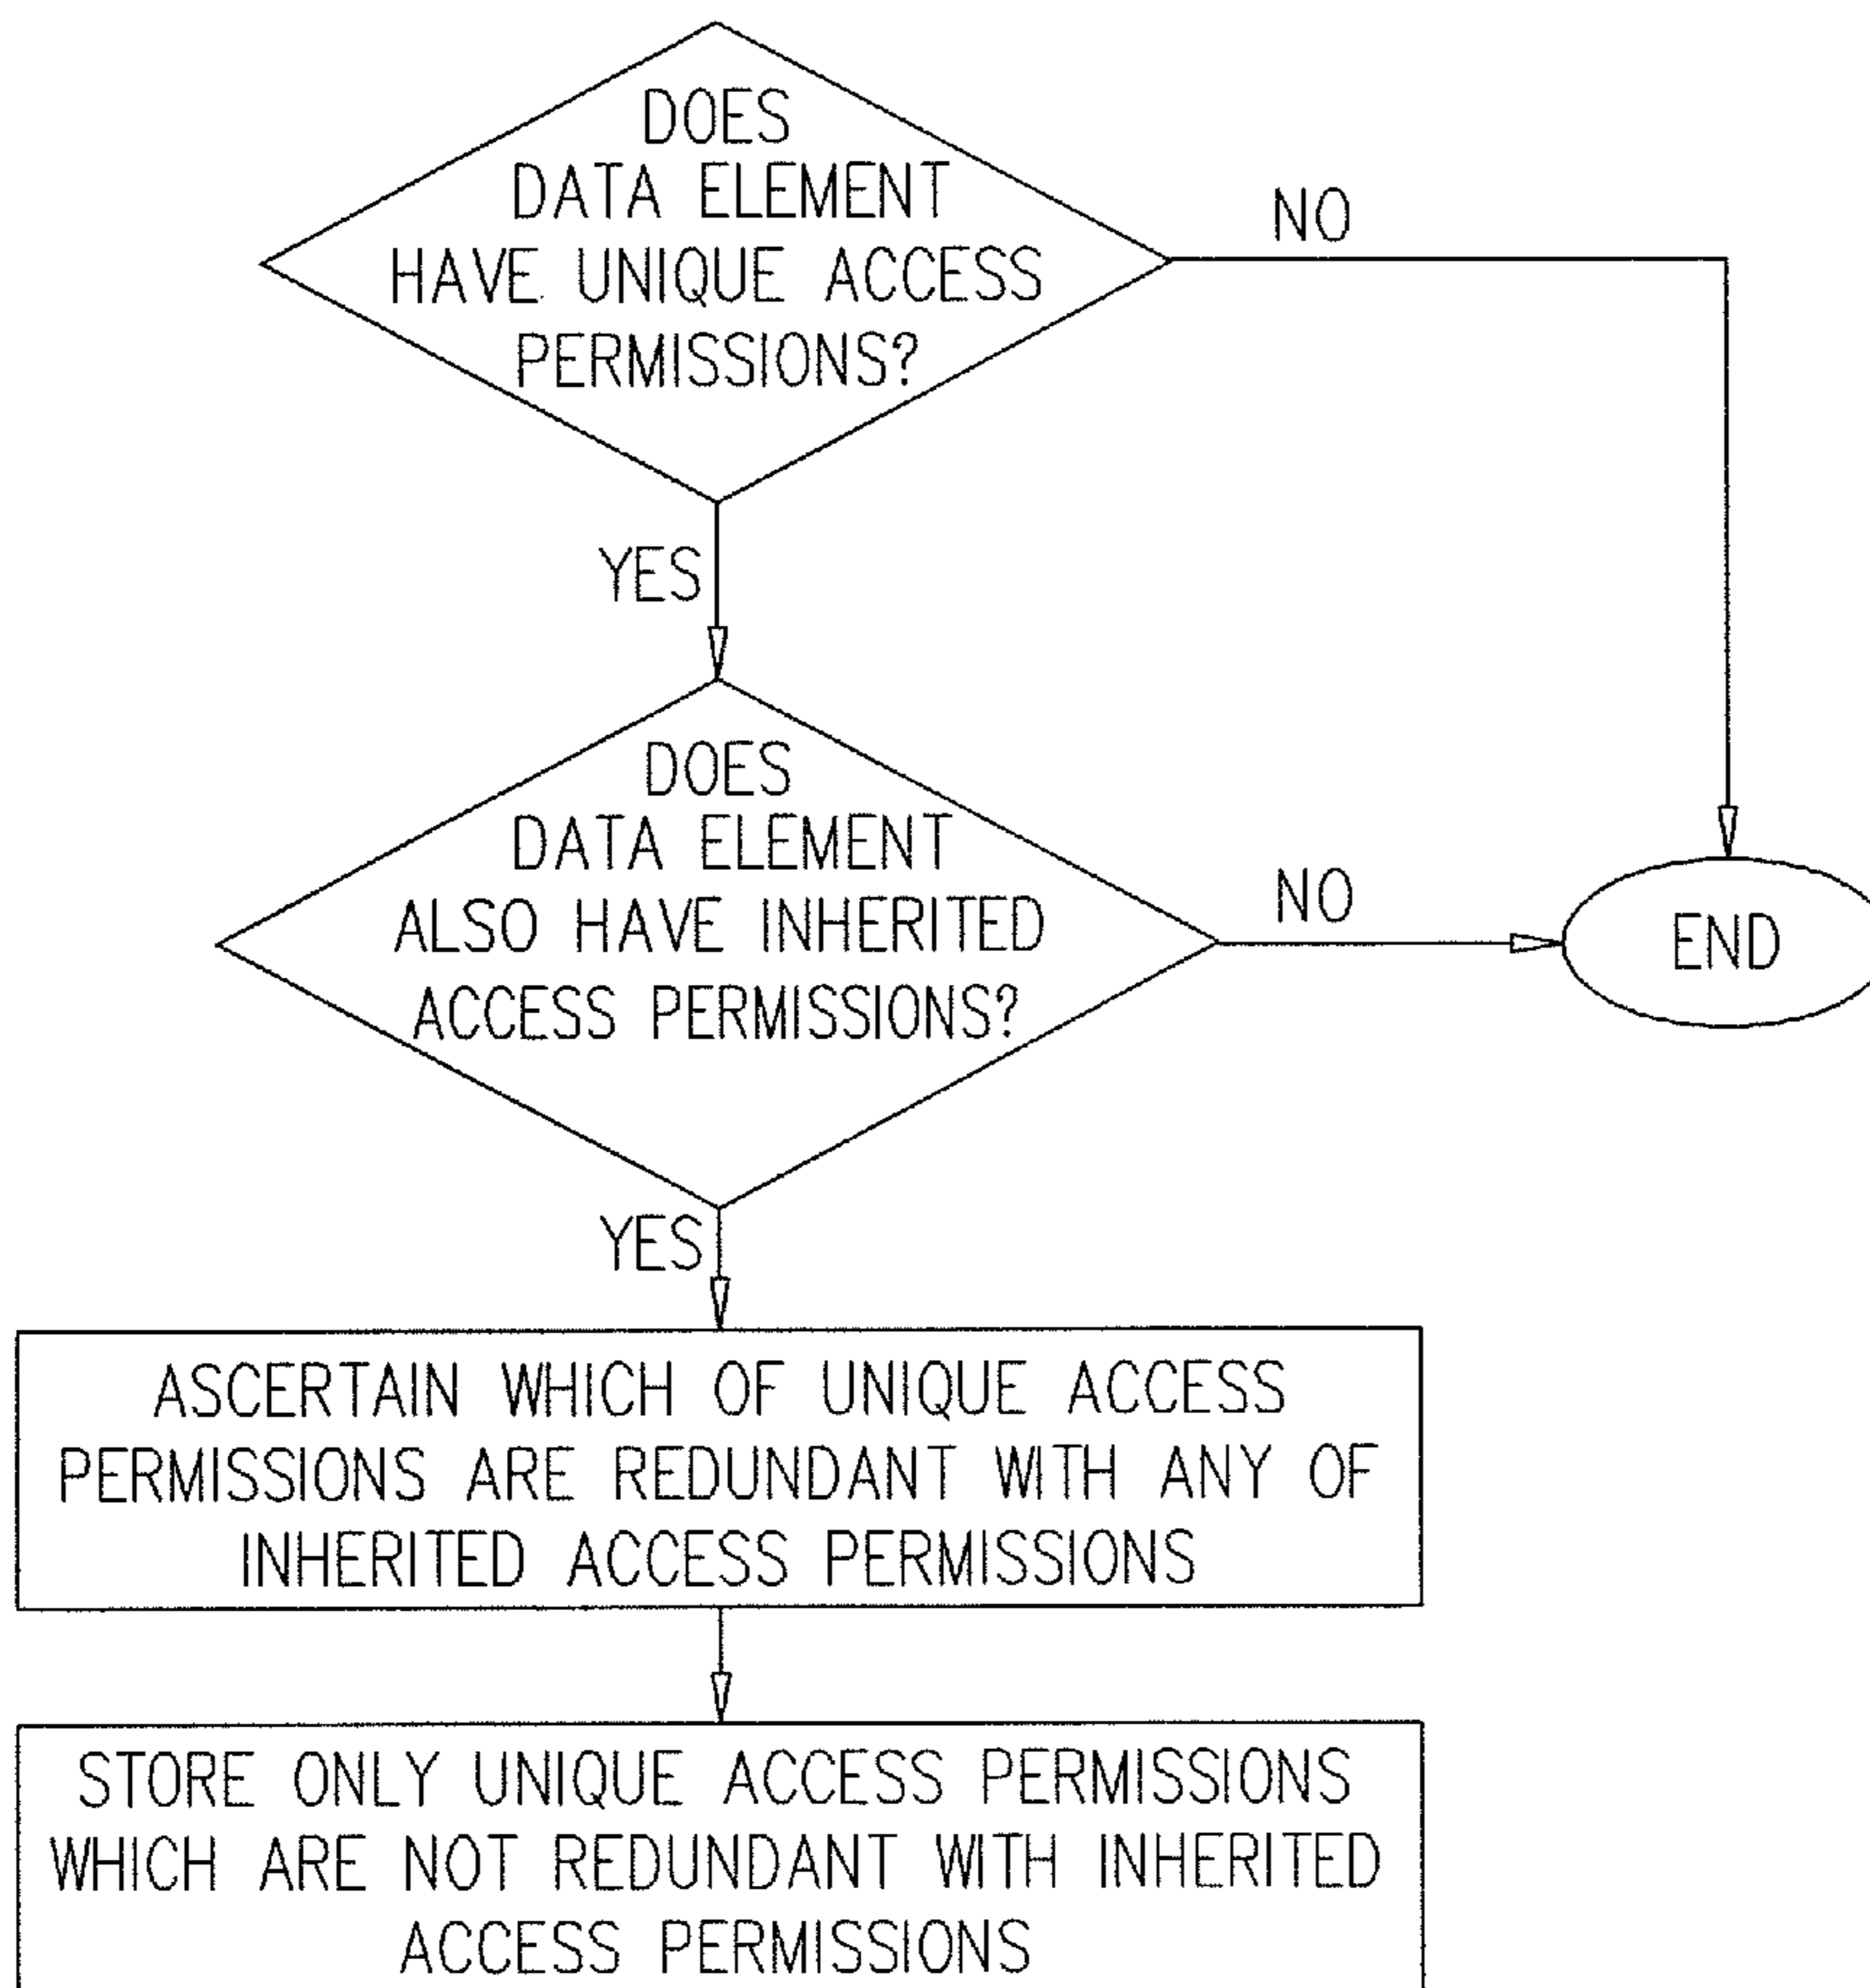 DOES
DATA ELEMENT
HAVE UNIQUE ACCESS
PERMISSIONS?
NO
YES
DOES
DATA ELEMENT
ALSO HAVE INHERITED
ACCESS PERMISSIONS?
NO
END
YES
ASCERTAIN WHICH OF UNIQUE ACCESS
PERMISSIONS ARE REDUNDANT WITH ANY OF
INHERITED ACCESS PERMISSIONS
STORE ONLY UNIQUE ACCESS PERMISSIONS
WHICH ARE NOT REDUNDANT WITH INHERITED
ACCESS PERMISSIONS